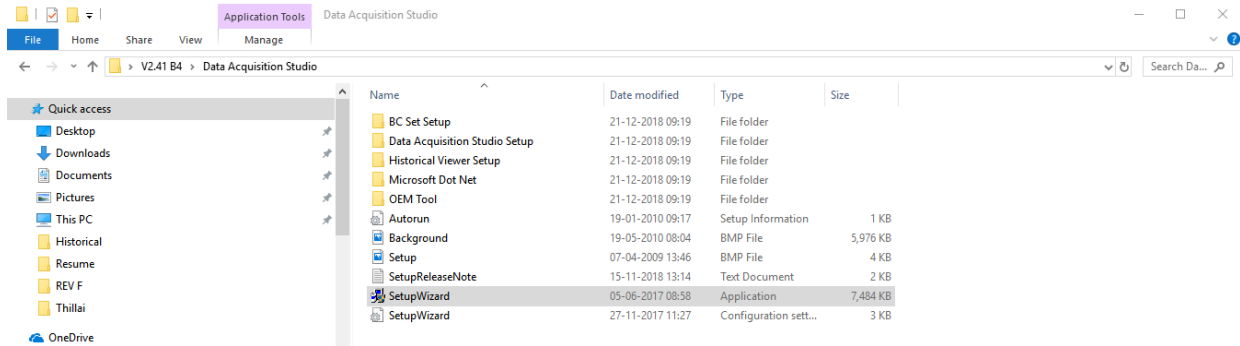 Application Tools Data Acquisition Studio
File Home Share View Manage
V2.41 B4 > Data Acquisition Studio Search Da...
Name Date modified Type Size
Quick access
Desktop
Downloads
Documents
Pictures
This PC
Historical
Resume
REV F
Thillai
OneDrive
BC Set Setup 21-12-2018 09:19 File folder
Data Acquisition Studio Setup 21-12-2018 09:19 File folder
Historical Viewer Setup 21-12-2018 09:19 File folder
Microsoft Dot Net 21-12-2018 09:19 File folder
OEM Tool 21-12-2018 09:19 File folder
Autorun 19-01-2010 09:17 Setup Information 1 KB
Background 19-05-2010 08:04 BMP File 5,976 KB
Setup 07-04-2009 13:46 BMP File 4 KB
SetupReleaseNote 15-11-2018 13:14 Text Document 2 KB
SetupWizard 05-06-2017 08:58 Application 7,484 KB
SetupWizard 27-11-2017 11:27 Configuration sett... 3 KB